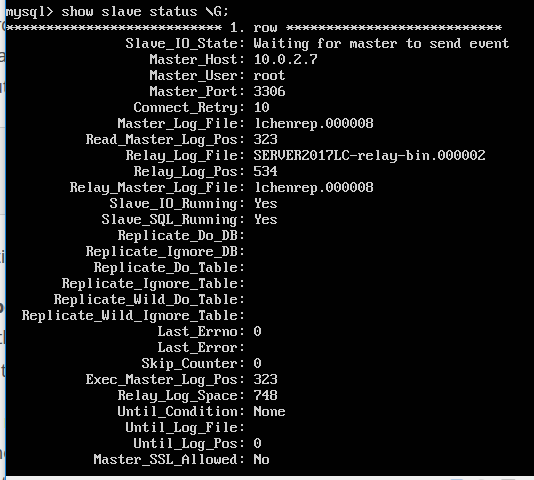 mysql> show slave status \G;
*************************** 1. row ***************************
Slave_IO_State: Waiting for master to send event
Master_Host: 10.0.2.7
Master_User: root
Master_Port: 3306
Connect_Retry: 10
Master_Log_File: lchenrep.000008
Read_Master_Log_Pos: 323
Relay_Log_File: SERVER2017LC-relay-bin.000002
Relay_Log_Pos: 534
Relay_Master_Log_File: lchenrep.000008
Slave_IO_Running: Yes
Slave_SQL_Running: Yes
Replicate_Do_DB:
Replicate_Ignore_DB:
Replicate_Do_Table:
Replicate_Ignore_Table:
Replicate_Wild_Do_Table:
Replicate_Wild_Ignore_Table:
Last_Errno: 0
Last_Error:
Skip_Counter: 0
Exec_Master_Log_Pos: 323
Relay_Log_Space: 748
Until_Condition: None
Until_Log_File:
Until_Log_Pos: 0
Master_SSL_Allowed: No